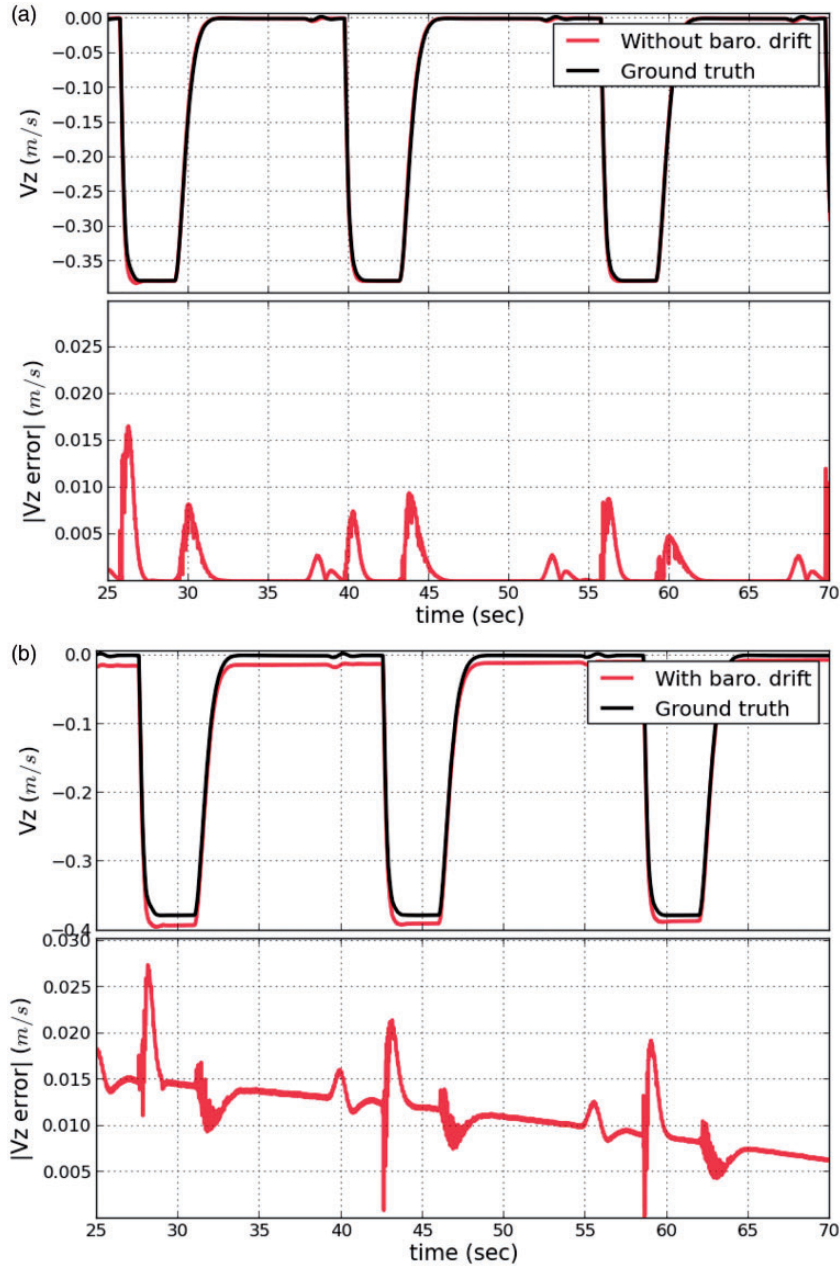 (a)
0.00
−0.05
−0.10
−0.15
−0.20
−0.25
−0.30
−0.35
Vz (m/s)
Without baro. drift
Ground truth
0.025
0.020
0.015
0.010
0.005
|Vz error| (m/s)
25 30 35 40 45 50 55 60 65 70
time (sec)
(b)
0.0
−0.1
−0.2
−0.3
−0.4
Vz (m/s)
With baro. drift
Ground truth
0.030
0.025
0.020
0.015
0.010
0.005
|Vz error| (m/s)
25 30 35 40 45 50 55 60 65 70
time (sec)